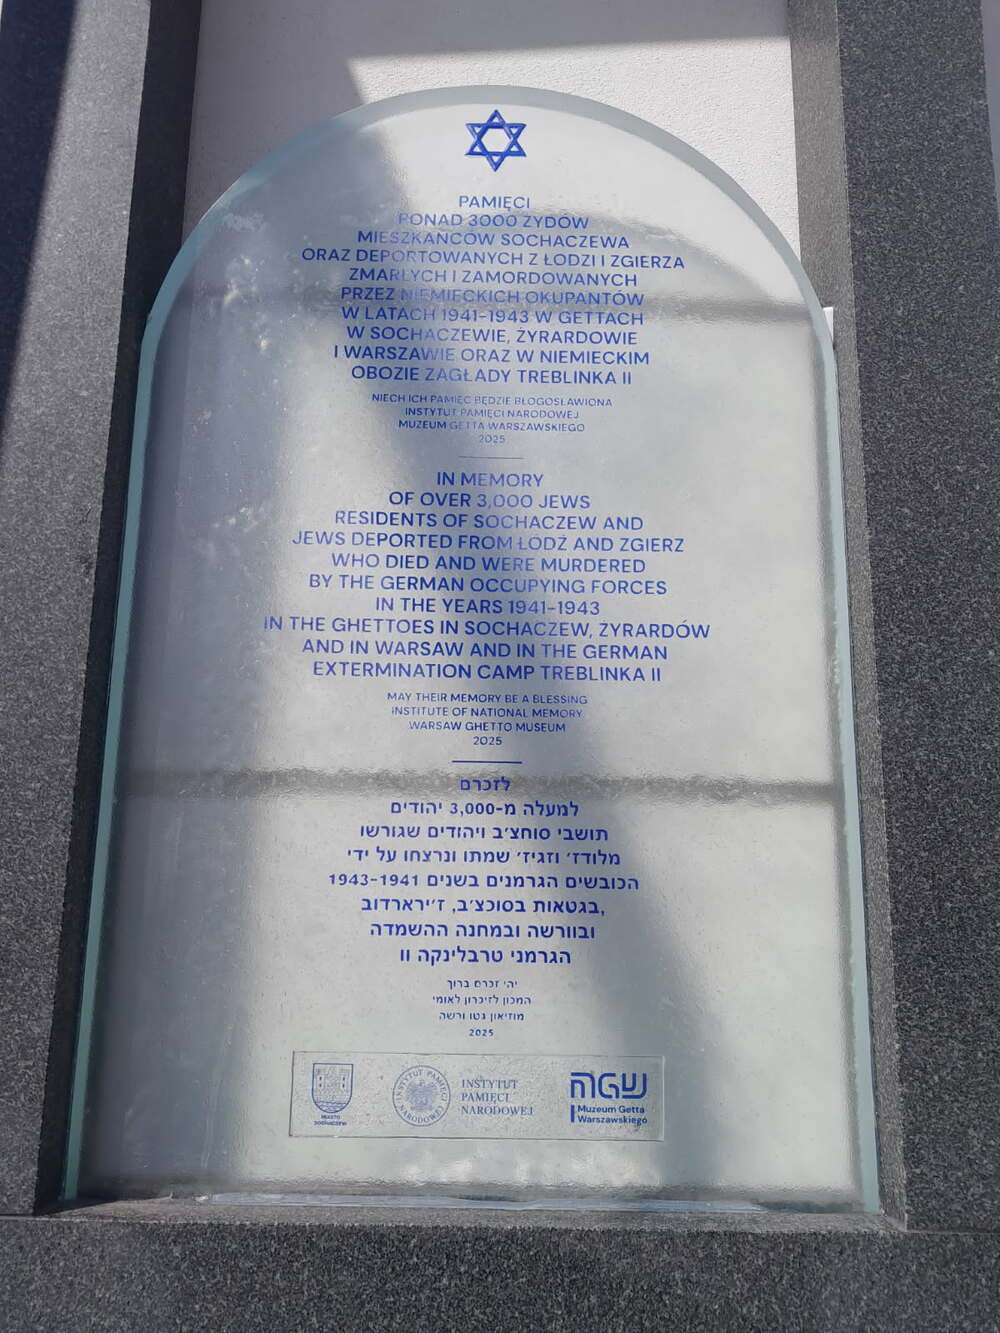 PAMIĘCI
PONAD 3000 ŻYDÓW
MIESZKAŃCÓW SOCHACZEWA
ORAZ DEPORTOWANYCH Z ŁODZI I ZGIERZA
ZMARŁYCH I ZAMORDOWANYCH
PRZEZ NIEMIECKICH OKUPANTÓW
W LATACH 1941-1943 W GETTACH
W SOCHACZEWIE, ŻYRARDOWIE
I WARSZAWIE ORAZ W NIEMIECKIM
OBOZIE ZAGŁADY TREBLINKA II
NIECH ICH PAMIĘĆ BĘDZIE BŁOGOSŁAWIONA
INSTYTUT PAMIĘCI NARODOWEJ
MUZEUM GETTA WARSZAWSKIEGO
2025
IN MEMORY
OF OVER 3,000 JEWS
RESIDENTS OF SOCHACZEW AND
JEWS DEPORTED FROM ŁÓDŹ AND ZGIERZ
WHO DIED AND WERE MURDERED
BY THE GERMAN OCCUPYING FORCES
IN THE YEARS 1941-1943
IN THE GHETTOES IN SOCHACZEW, ŻYRARDÓW
AND IN WARSAW AND IN THE GERMAN
EXTERMINATION CAMP TREBLINKA II
MAY THEIR MEMORY BE A BLESSING
INSTITUTE OF NATIONAL MEMORY
WARSAW GHETTO MUSEUM
2025
לזכרם
למעלה מ-3,000 יהודים
תושבי סוחצ'ב ויהודים שגורשו
מלודז' וזגיז' שמתו ונרצחו על ידי
הכובשים הגרמנים בשנים 1943-1941
בגטאות בסוכצ'ב, ז'יררדוב,
ובוורשה ובמחנה ההשמדה
הגרמני טרבלינקה II
יהי זכרם ברוך
המכון לזיכרון לאומי
מוזיאון גטו ורשה
2025
MIASTO
SOCHACZEW
INSTYTUT PAMIĘCI NARODOWEJ
INSTYTUT
PAMIĘCI
NARODOWEJ
Muzeum Getta
Warszawskiego